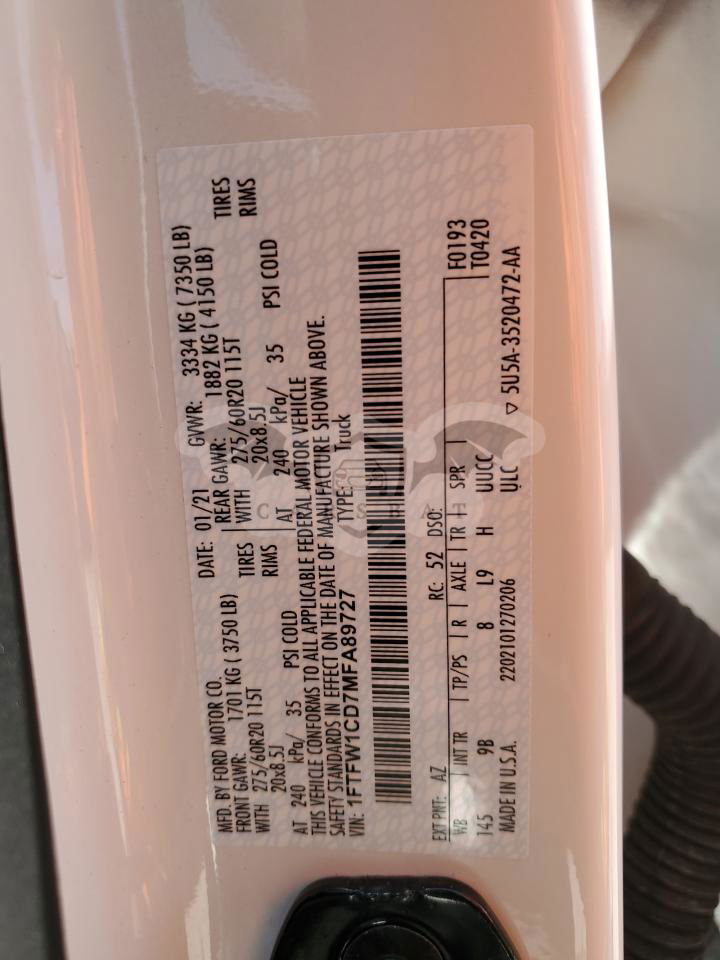 MFD. BY FORD MOTOR CO.
DATE: 01/21 GVWR: 3334 KG ( 7350 LB)
FRONT GAWR: 1701 KG ( 3750 LB)
REAR GAWR: 1882 KG ( 4150 LB)
WITH 275/60R20 115T TIRES
WITH 275/60R20 115T TIRES
20x8.5J RIMS
20x8.5J RIMS
AT 240 kPa/ 35 PSI COLD
AT 240 kPa/ 35 PSI COLD
THIS VEHICLE CONFORMS TO ALL APPLICABLE FEDERAL MOTOR VEHICLE
SAFETY STANDARDS IN EFFECT ON THE DATE OF MANUFACTURE SHOWN ABOVE.
VIN: 1FTFW1CD7MFA89727 TYPE: Truck
EXT PNT: AZ RC: 52 DSO: F0193
WB INT TR TP/PS R AXLE TR SPR T0420
145 9B 8 L9 H UUCC
MADE IN U.S.A. 2202101270206 ULC 5U5A-3520472-AA